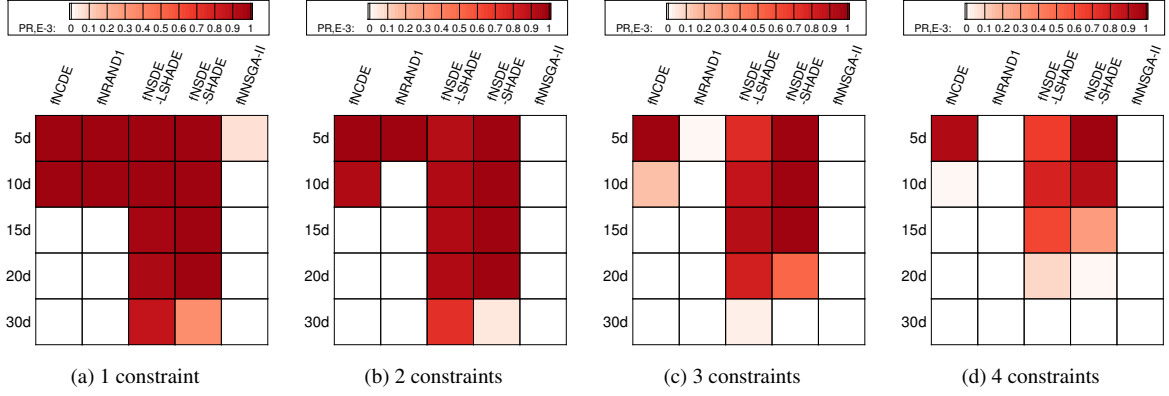 PR,E-3: 0 0.1 0.2 0.3 0.4 0.5 0.6 0.7 0.8 0.9 1
fNCDE
fNRAND1
fNSDE
-LSHADE
fNSDE
-SHADE
fNNSGA-II
5d
10d
15d
20d
30d
(a) 1 constraint
PR,E-3: 0 0.1 0.2 0.3 0.4 0.5 0.6 0.7 0.8 0.9 1
fNCDE
fNRAND1
fNSDE
-LSHADE
fNSDE
-SHADE
fNNSGA-II
5d
10d
15d
20d
30d
(b) 2 constraints
PR,E-3: 0 0.1 0.2 0.3 0.4 0.5 0.6 0.7 0.8 0.9 1
fNCDE
fNRAND1
fNSDE
-LSHADE
fNSDE
-SHADE
fNNSGA-II
5d
10d
15d
20d
30d
(c) 3 constraints
PR,E-3: 0 0.1 0.2 0.3 0.4 0.5 0.6 0.7 0.8 0.9 1
fNCDE
fNRAND1
fNSDE
-LSHADE
fNSDE
-SHADE
fNNSGA-II
5d
10d
15d
20d
30d
(d) 4 constraints